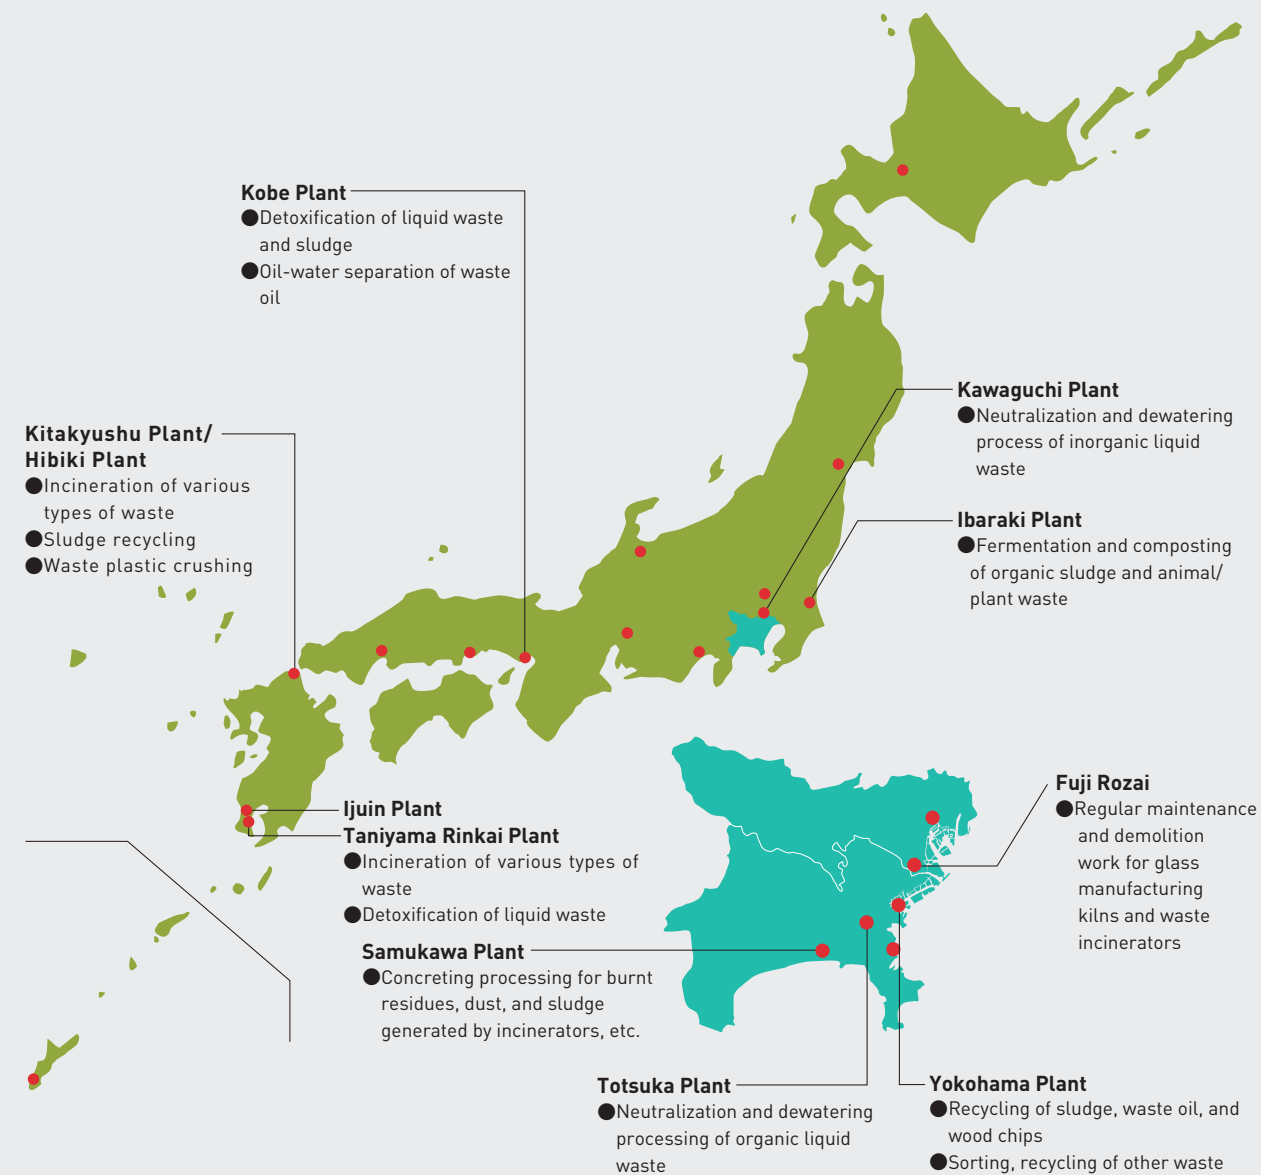 Kobe Plant
●Detoxification of liquid waste
and sludge
●Oil-water separation of waste
oil
Kitakyushu Plant/
Hibiki Plant
●Incineration of various
types of waste
●Sludge recycling
●Waste plastic crushing
Kawaguchi Plant
●Neutralization and dewatering
process of inorganic liquid
waste
Ibaraki Plant
●Fermentation and composting
of organic sludge and animal/
plant waste
Ijuin Plant
Taniyama Rinkai Plant
●Incineration of various types of
waste
●Detoxification of liquid waste
Samukawa Plant
●Concreting processing for burnt
residues, dust, and sludge
generated by incinerators, etc.
Fuji Rozai
●Regular maintenance
and demolition
work for glass
manufacturing
kilns and waste
incinerators
Totsuka Plant
●Neutralization and dewatering
processing of organic liquid
waste
Yokohama Plant
●Recycling of sludge, waste oil, and
wood chips
●Sorting, recycling of other waste